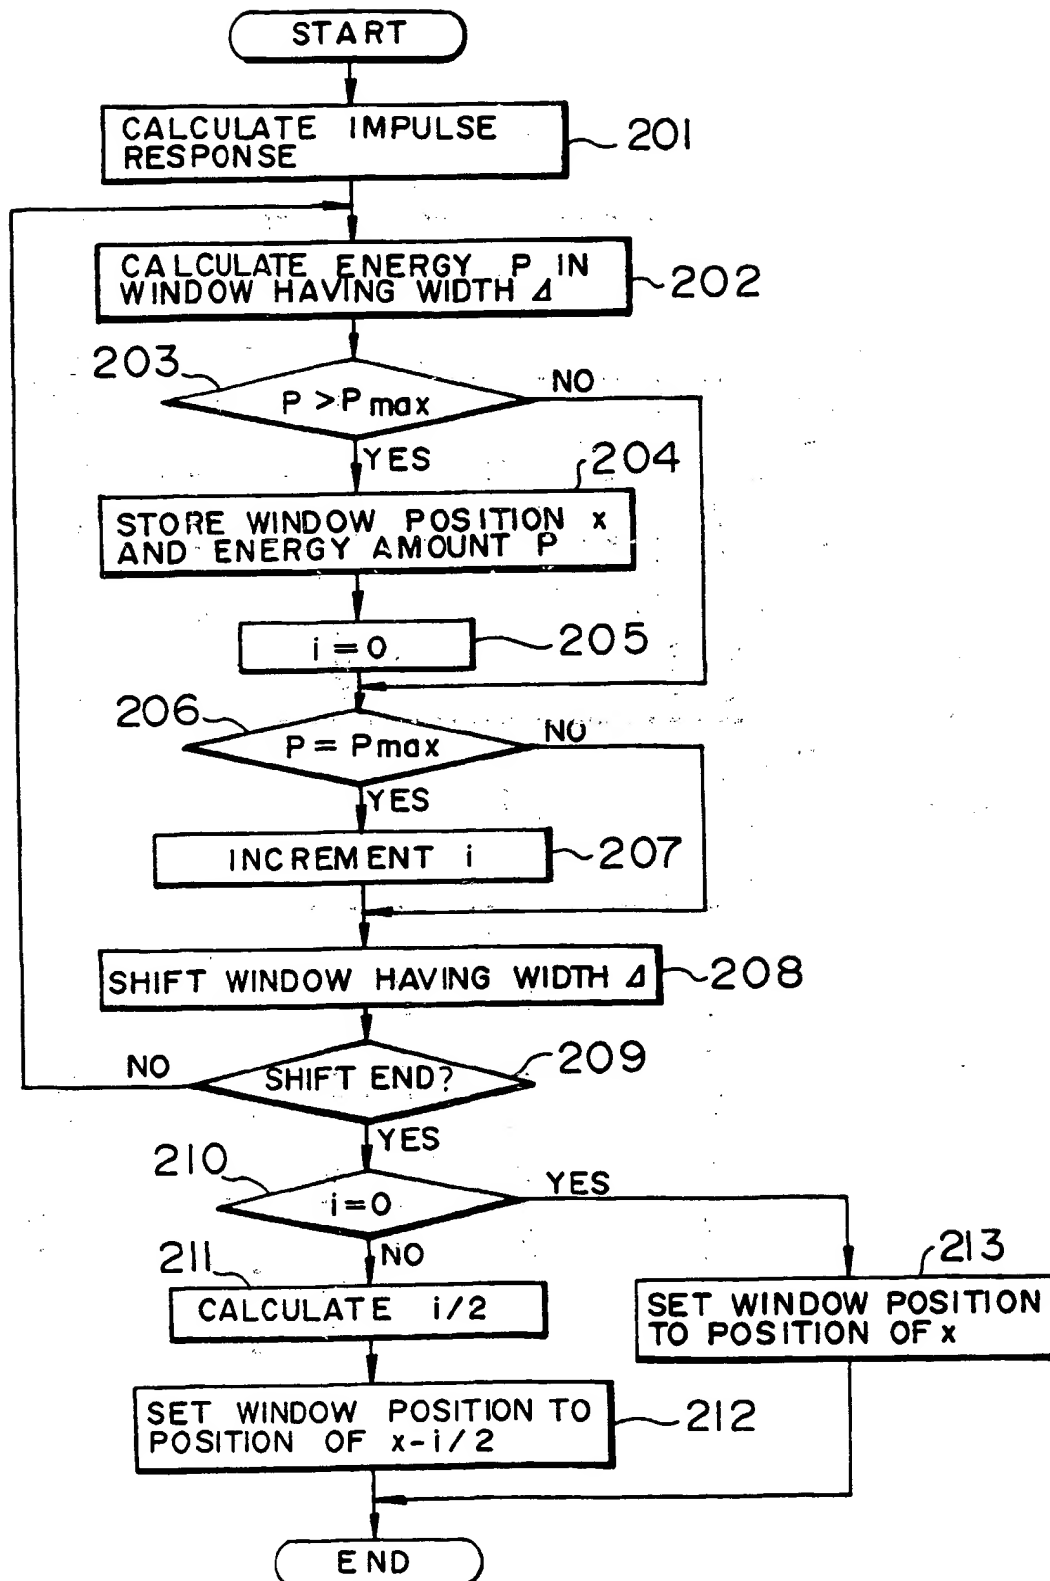 START
CALCULATE IMPULSE
RESPONSE
201
CALCULATE ENERGY P IN
WINDOW HAVING WIDTH Δ
202
203
P > Pmax
NO
YES
204
STORE WINDOW POSITION x
AND ENERGY AMOUNT P
i = 0
205
206
P = Pmax
NO
YES
INCREMENT i
207
SHIFT WINDOW HAVING WIDTH Δ
208
209
NO
SHIFT END?
YES
210
i = 0
YES
NO
211
CALCULATE i/2
213
SET WINDOW POSITION
TO POSITION OF x
SET WINDOW POSITION TO
POSITION OF x-i/2
212
END